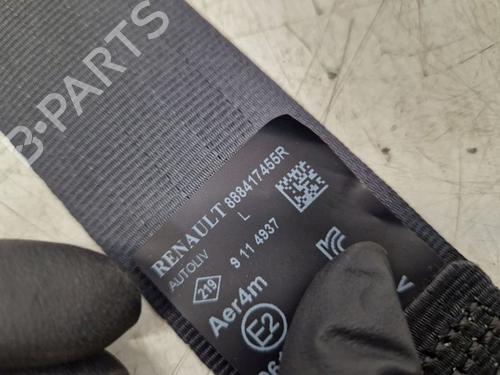 B-PARTS
RENAULT 888417455R
AUTOLIV L
219 9 11 4937
Aer4m
E2